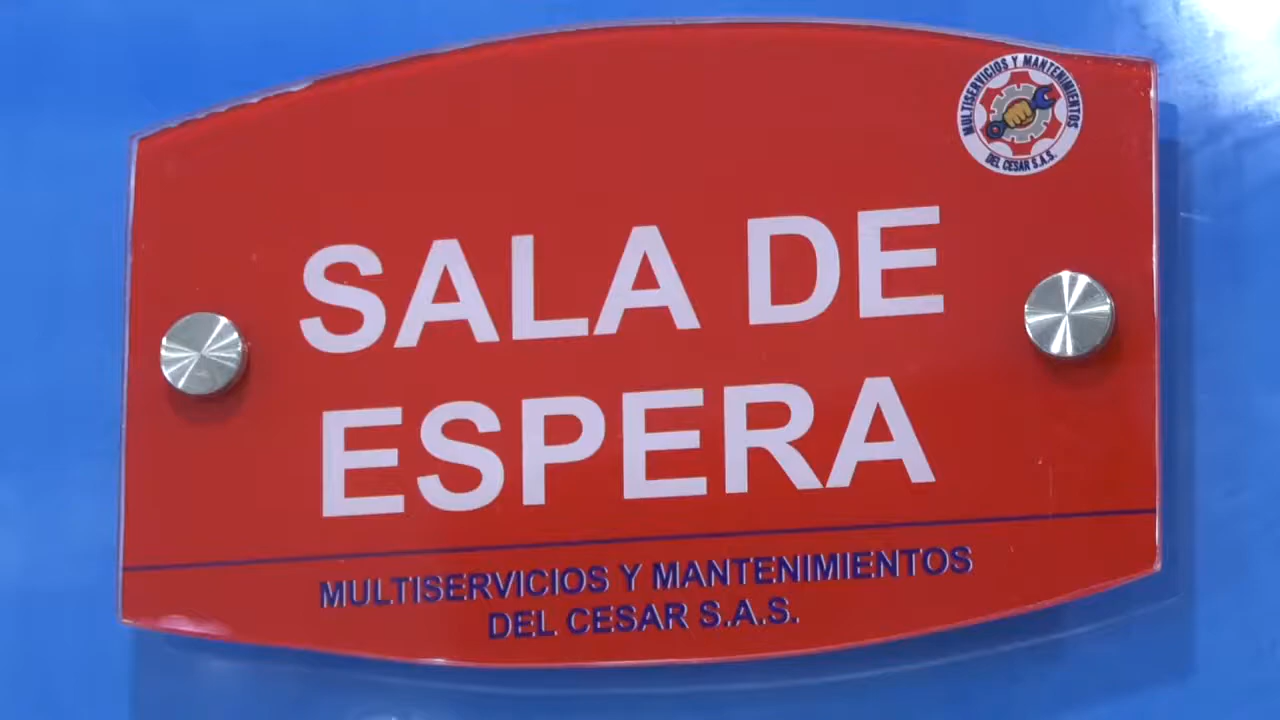 MULTISERVICIOS Y MANTENIMIENTOS
DEL CESAR S.A.S.
SALA DE
ESPERA
MULTISERVICIOS Y MANTENIMIENTOS
DEL CESAR S.A.S.